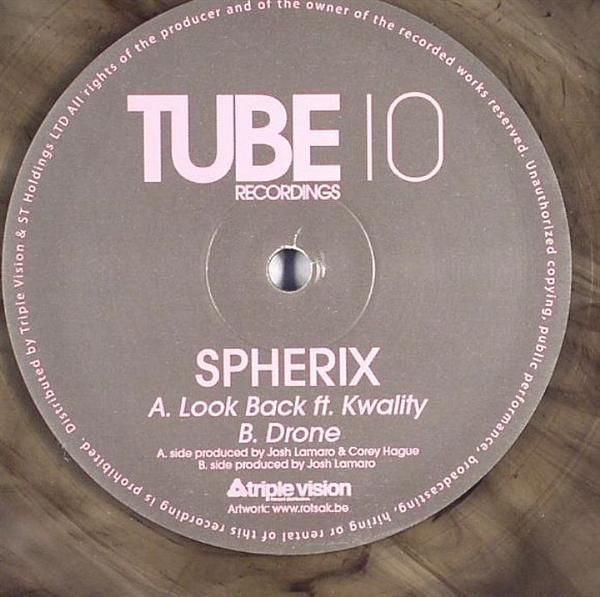 TUBE 10
RECORDINGS
SPHERIX
A. Look Back ft. Kwality
B. Drone
A. side produced by Josh Lamaro & Corey Hague
B. side produced by Josh Lamaro
triple vision
Artwork: www.rotsak.be
All rights of the producer and of the owner of the recorded works reserved. Unauthorized copying, public performance, broadcasting, hiring or rental of this recording is prohibited. Distributed by Triple Vision & ST Holdings LTD